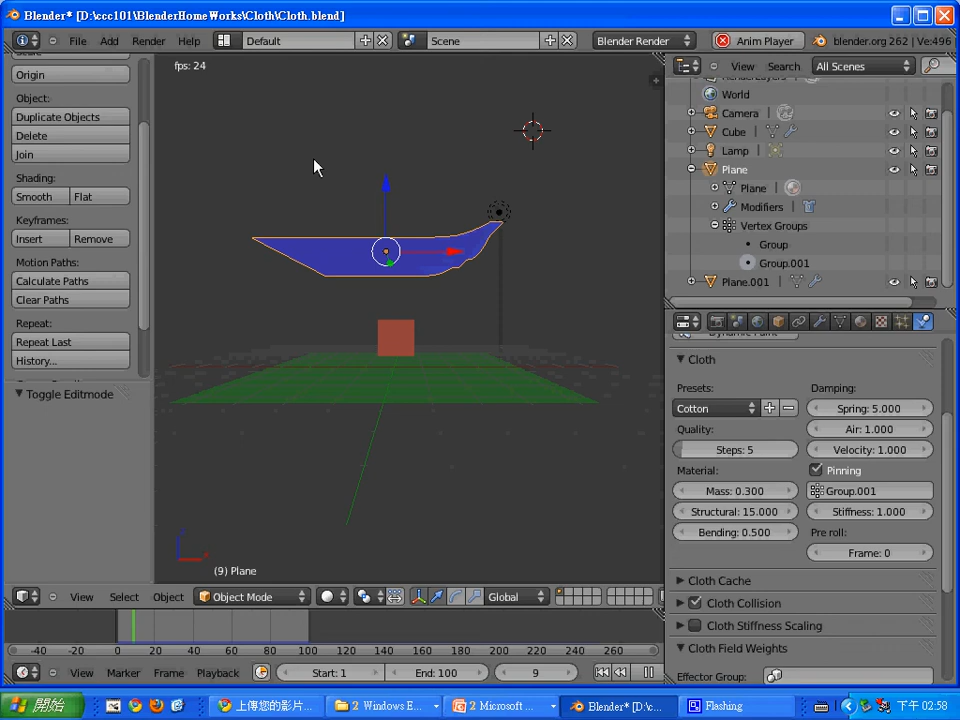 Blender* [D:\ccc101\BlenderHomeWorks\Cloth\Cloth.blend]
File Add Render Help Default Scene Blender Render Anim Player blender.org 262 | Ve:496
View Search All Scenes
Origin
Object:
Duplicate Objects
Delete
Join
Shading:
Smooth Flat
Keyframes:
Insert Remove
Motion Paths:
Calculate Paths
Clear Paths
Repeat:
Repeat Last
History...
Toggle Editmode
fps: 24
(9) Plane
RenderLayers
World
Camera
Cube
Lamp
Plane
Plane
Modifiers
Vertex Groups
Group
Group.001
Plane.001
Cloth
Presets: Damping:
Cotton Spring: 5.000
Quality: Air: 1.000
Steps: 5 Velocity: 1.000
Material: Pinning
Mass: 0.300 Group.001
Structural: 15.000 Stiffness: 1.000
Bending: 0.500 Pre roll:
Frame: 0
Cloth Cache
Cloth Collision
Cloth Stiffness Scaling
Cloth Field Weights
Effector Group:
View Select Object Object Mode Global
-40 -20 0 20 40 60 80 100 120 140 160 180 200 220 240 260
View Marker Frame Playback Start: 1 End: 100 9
開始 上傳您的影片... 2 Windows E... 2 Microsoft ... Blender* [D:\c... Flashing 下午 02:58